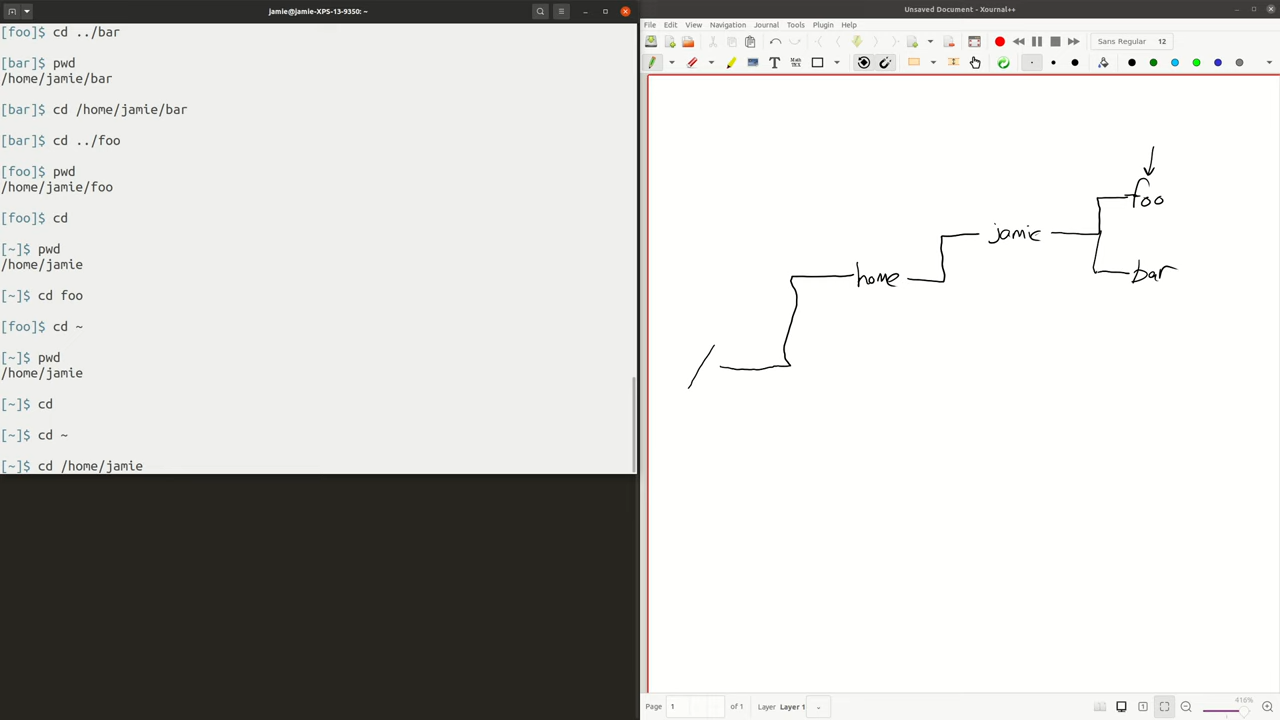 jamie@jamie-XPS-13-9350: ~
[foo]$ cd ../bar
[bar]$ pwd
/home/jamie/bar
[bar]$ cd /home/jamie/bar
[bar]$ cd ../foo
[foo]$ pwd
/home/jamie/foo
[foo]$ cd
[~]$ pwd
/home/jamie
[~]$ cd foo
[foo]$ cd ~
[~]$ pwd
/home/jamie
[~]$ cd
[~]$ cd ~
[~]$ cd /home/jamie
Unsaved Document - Xournal++
File Edit View Navigation Journal Tools Plugin Help
Sans Regular 12
T MATH TEX
foo
jamie
bar
home
/
Page 1 of 1 Layer Layer 1
416%